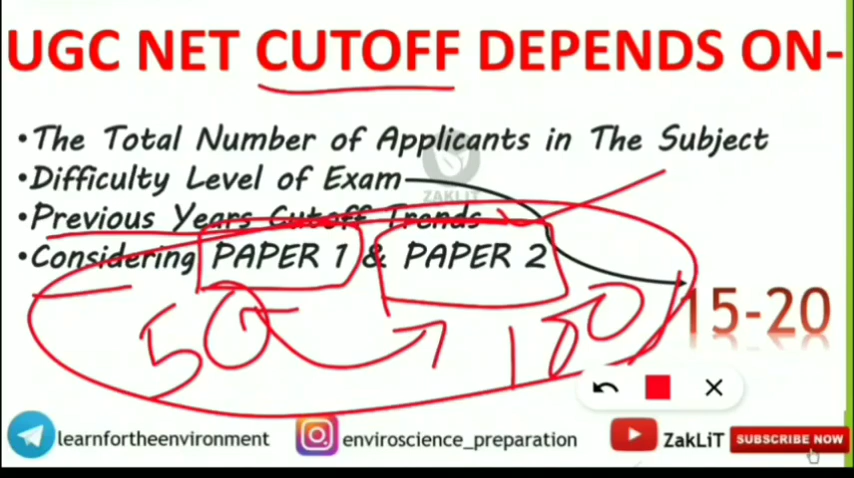 UGC NET CUTOFF DEPENDS ON-
•The Total Number of Applicants in The Subject
•Difficulty Level of Exam
ZAKLiT
•Previous Years Cutoff Trends
•Considering PAPER 1 & PAPER 2
15-20
50 100
learnfortheenvironment enviroscience_preparation ZakLiT SUBSCRIBE NOW